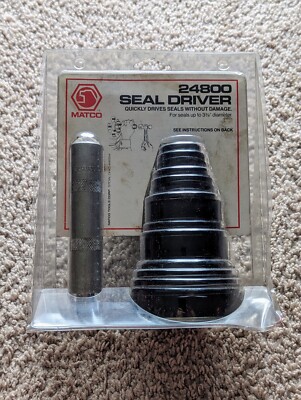 24800
SEAL DRIVER
QUICKLY DRIVES SEALS WITHOUT DAMAGE.
For seals up to 3½" diameter
MATCO
SEE INSTRUCTIONS ON BACK